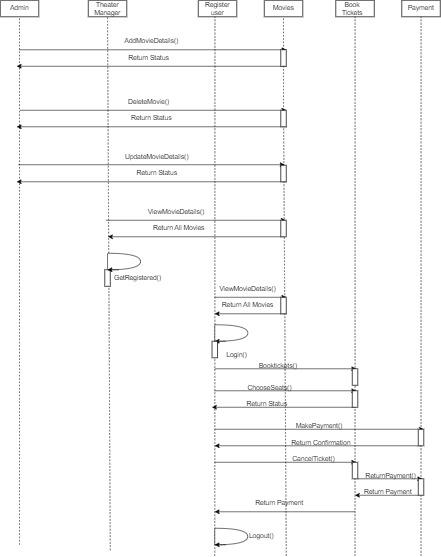 Admin
Theater
Manager
Register
user
Movies
Book
Tickets
Payment
AddMovieDetails()
Return Status
DeleteMovie()
Return Status
UpdateMovieDetails()
Return Status
ViewMovieDetails()
Return All Movies
GetRegistered()
ViewMovieDetails()
Return All Movies
Login()
Booktickets()
ChooseSeats()
Return Status
MakePayment()
Return Confirmation
CancelTicket()
ReturnPayment()
Return Payment
Return Payment
Logout()